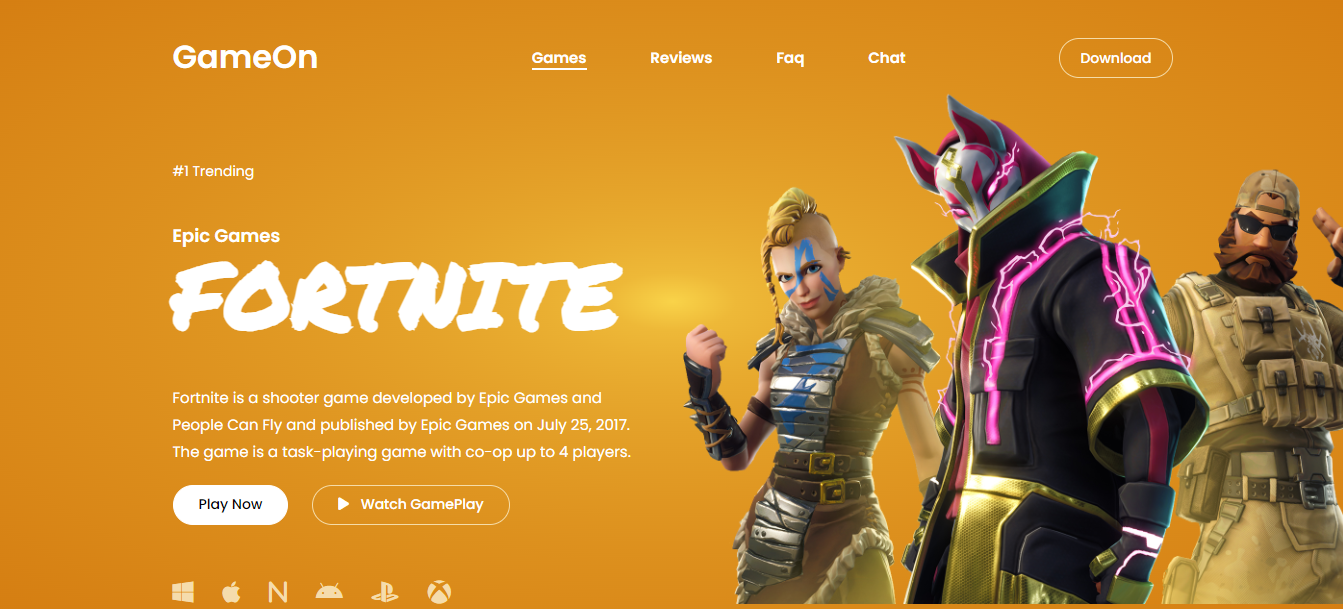 GameOn
Games
Reviews
Faq
Chat
Download
#1 Trending
Epic Games
FORTNITE
Fortnite is a shooter game developed by Epic Games and
People Can Fly and published by Epic Games on July 25, 2017.
The game is a task-playing game with co-op up to 4 players.
Play Now
Watch GamePlay